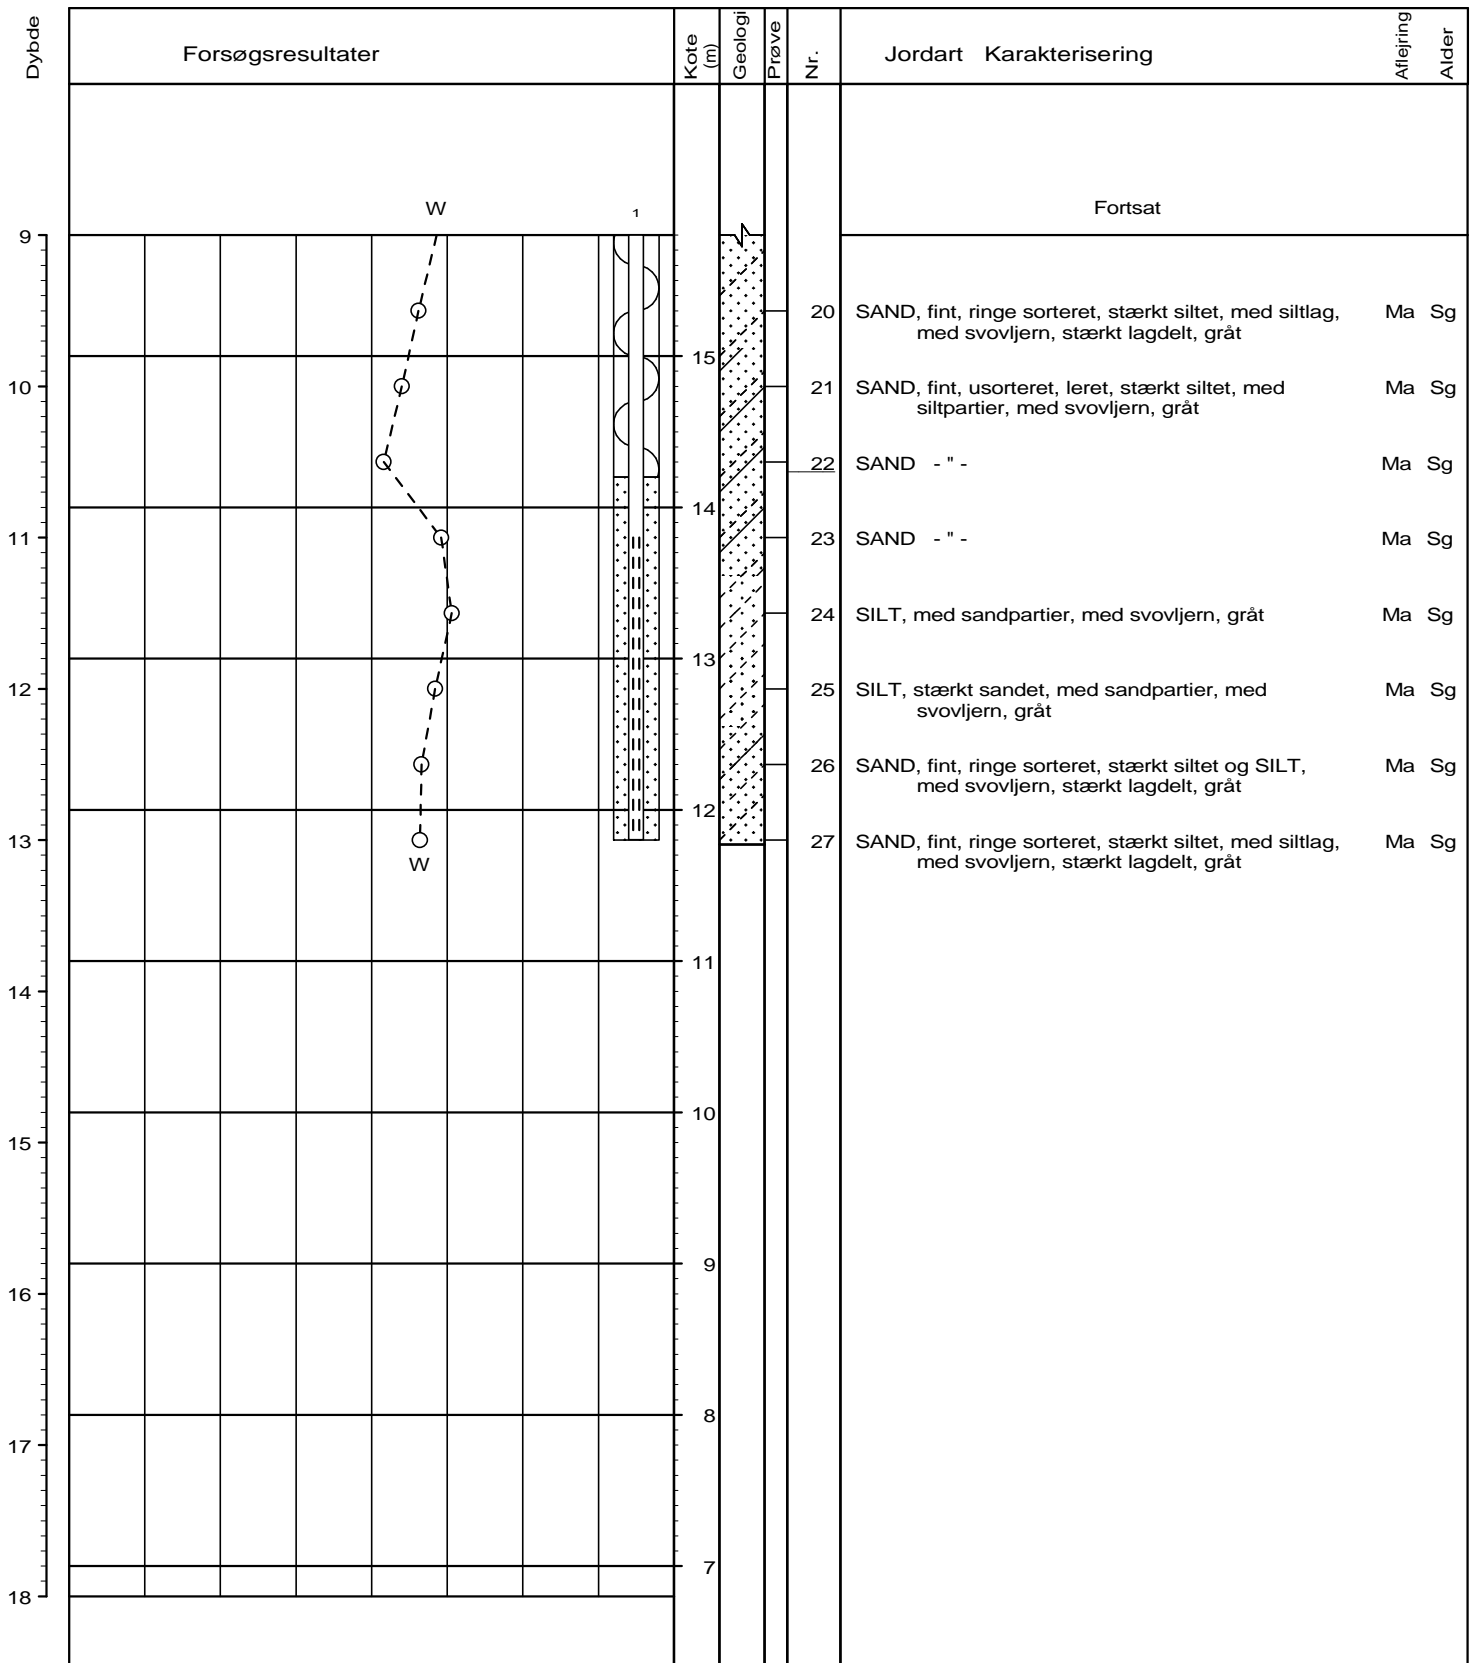 Dybde
Forsøgsresultater
Kote
(m)
Geologi
Prøve
Nr.
Jordart Karakterisering
Aflejring
Alder
W
1
Fortsat
9
20 SAND, fint, ringe sorteret, stærkt siltet, med siltlag, Ma Sg
med svovljern, stærkt lagdelt, gråt
15
10
21 SAND, fint, usorteret, leret, stærkt siltet, med Ma Sg
siltpartier, med svovljern, gråt
22 SAND - " - Ma Sg
14
11
23 SAND - " - Ma Sg
24 SILT, med sandpartier, med svovljern, gråt Ma Sg
13
12
25 SILT, stærkt sandet, med sandpartier, med Ma Sg
svovljern, gråt
26 SAND, fint, ringe sorteret, stærkt siltet og SILT, Ma Sg
med svovljern, stærkt lagdelt, gråt
12
13
27 SAND, fint, ringe sorteret, stærkt siltet, med siltlag, Ma Sg
med svovljern, stærkt lagdelt, gråt
W
11
14
10
15
9
16
8
17
7
18